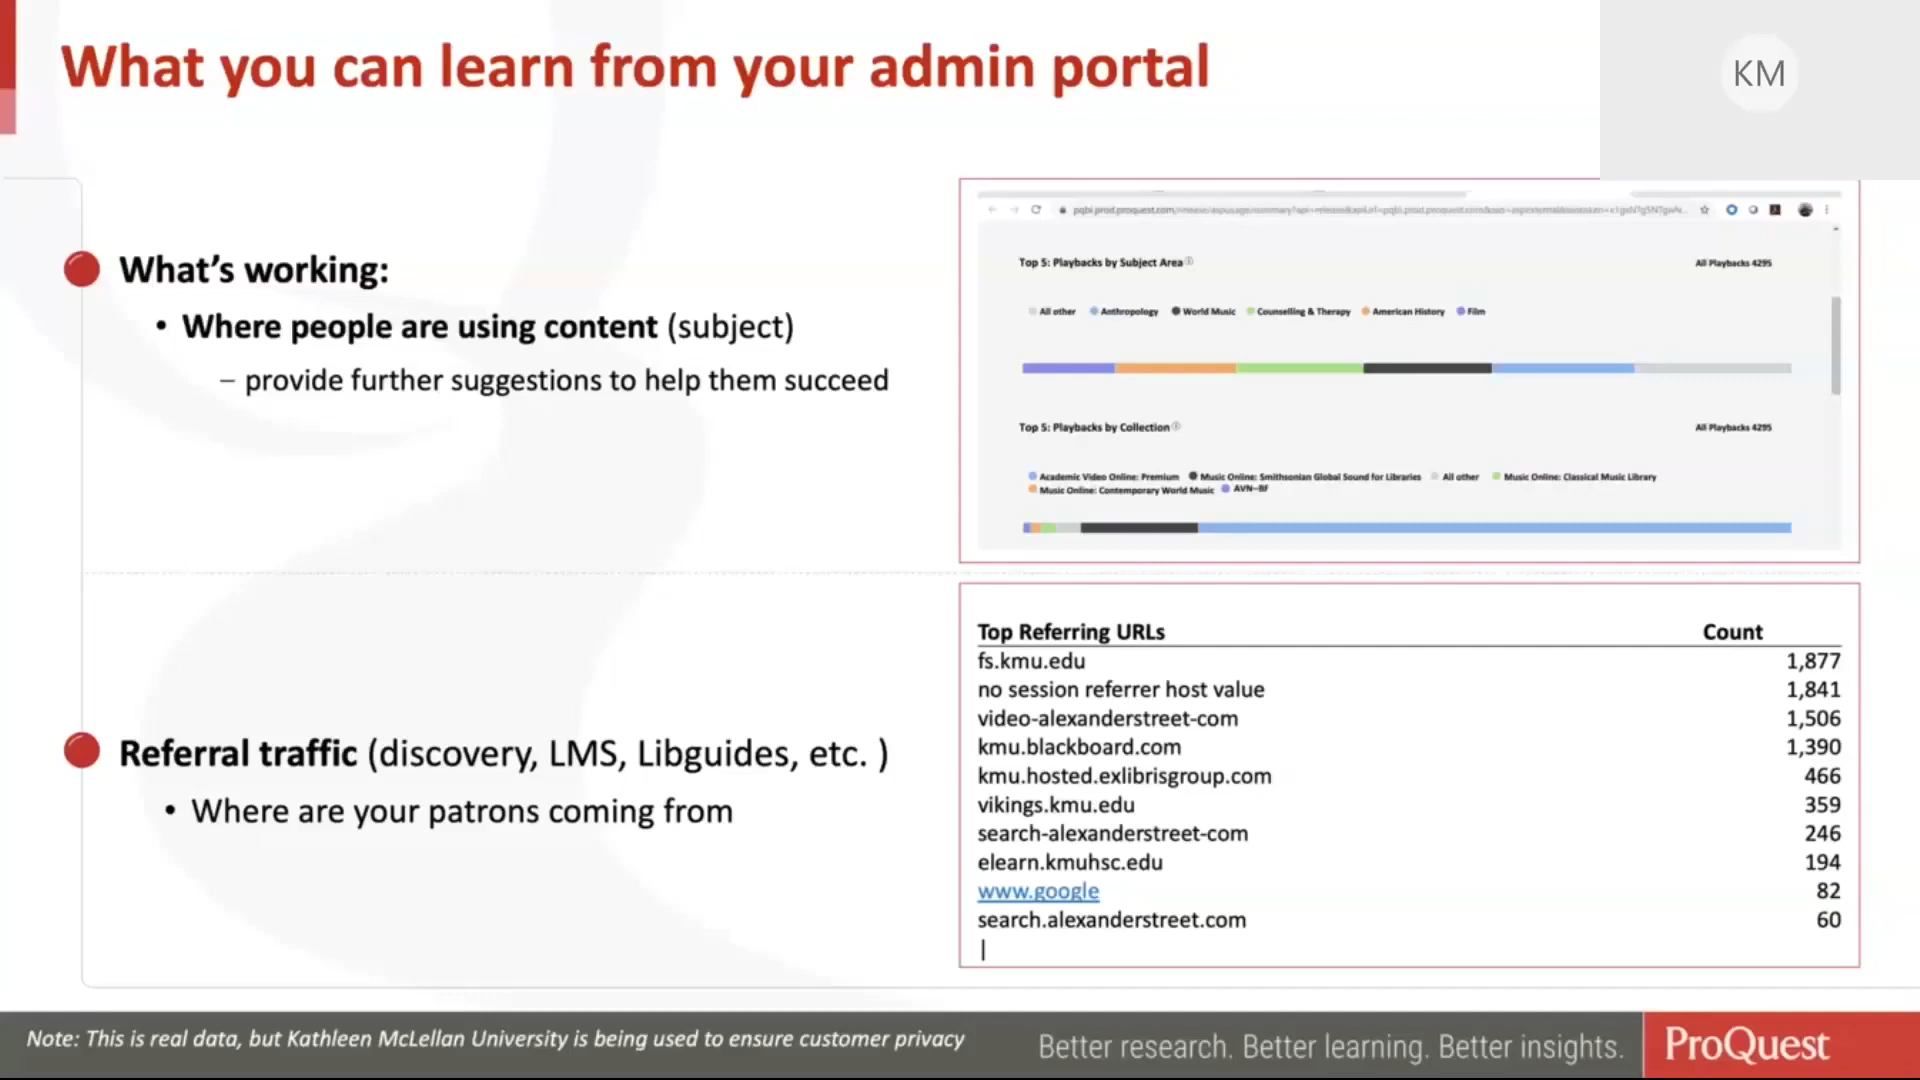 What you can learn from your admin portal
KM
What's working:
• Where people are using content (subject)
– provide further suggestions to help them succeed
Top 5: Playbacks by Subject Area
All Playbacks 4295
All other Anthropology World Music Counselling & Therapy American History Film
Top 5: Playbacks by Collection
All Playbacks 4295
Academic Video Online: Premium Music Online: Smithsonian Global Sound for Libraries All other Music Online: Classical Music Library
Music Online: Contemporary World Music AVN–BF
Referral traffic (discovery, LMS, Libguides, etc. )
• Where are your patrons coming from
Top Referring URLs Count
fs.kmu.edu 1,877
no session referrer host value 1,841
video-alexanderstreet-com 1,506
kmu.blackboard.com 1,390
kmu.hosted.exlibrisgroup.com 466
vikings.kmu.edu 359
search-alexanderstreet-com 246
elearn.kmuhsc.edu 194
www.google 82
search.alexanderstreet.com 60
Note: This is real data, but Kathleen McLellan University is being used to ensure customer privacy
Better research. Better learning. Better insights.
ProQuest